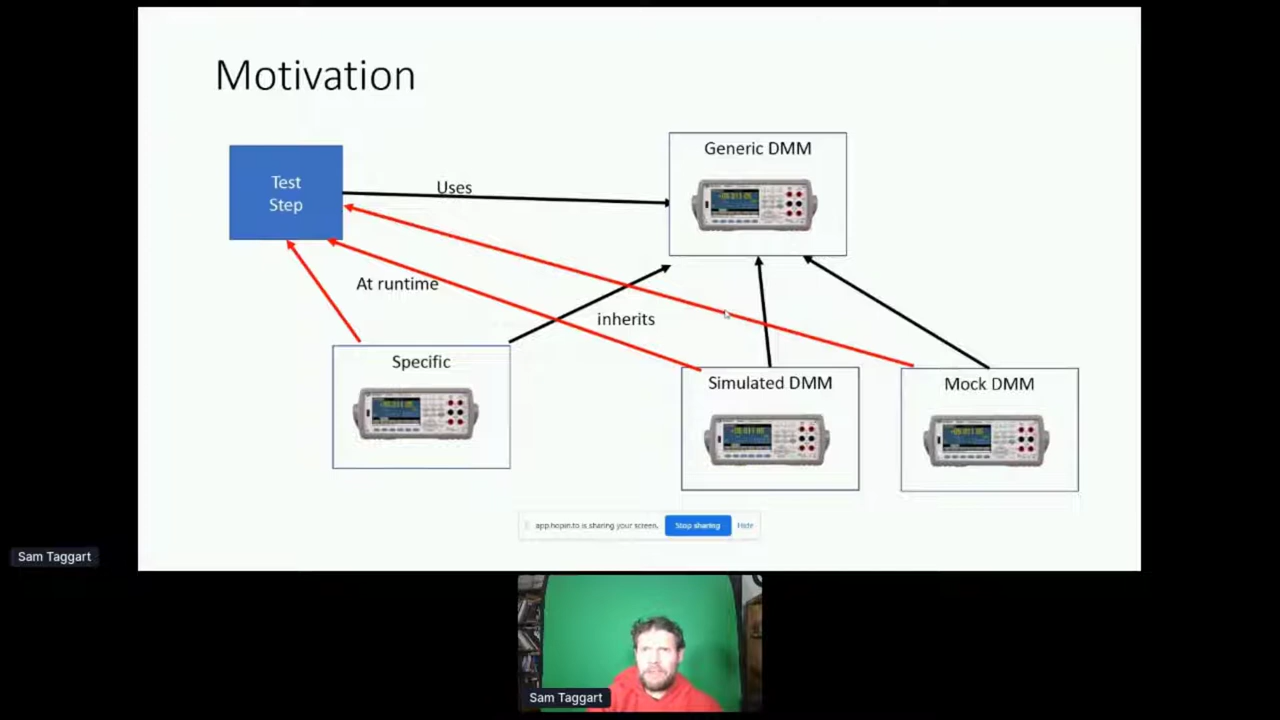 Motivation
Generic DMM
Test
Step
Uses
At runtime
inherits
Specific
Simulated DMM
Mock DMM
app.hopin.to is sharing your screen.
Stop sharing
Hide
Sam Taggart
Sam Taggart